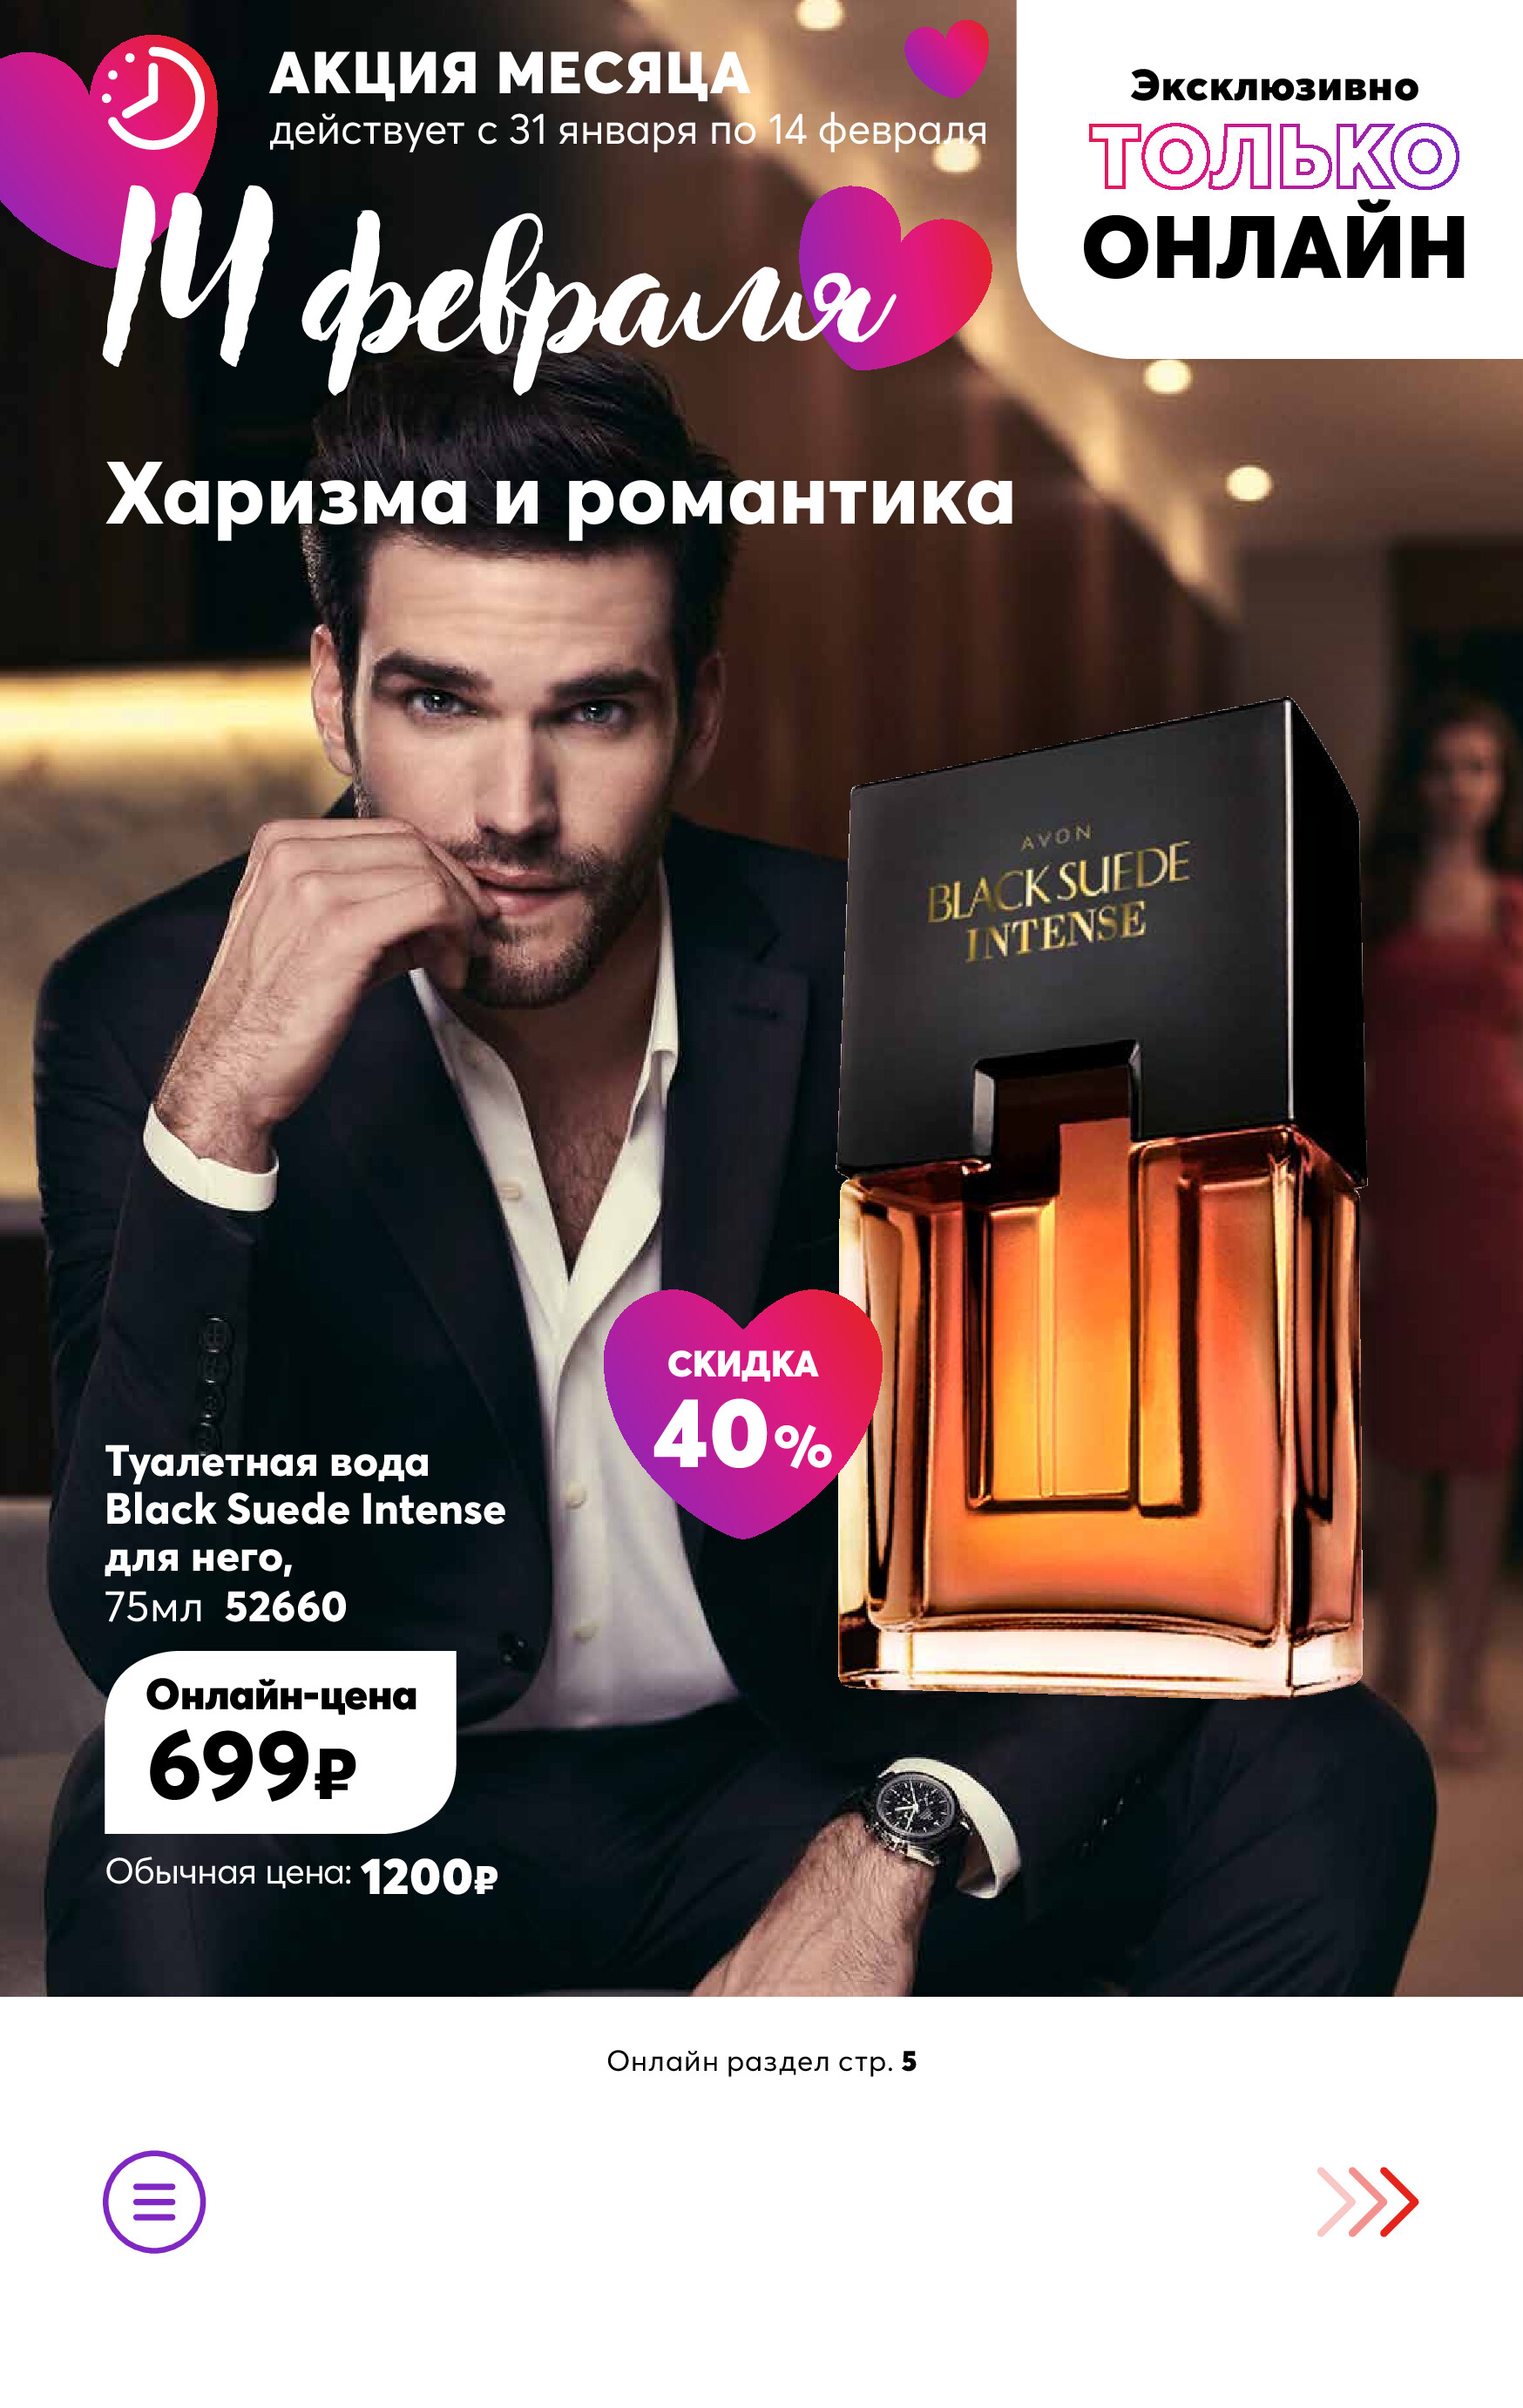 АКЦИЯ МЕСЯЦА
действует с 31 января по 14 февраля
Эксклюзивно
ТОЛЬКО
ОНЛАЙН
14 февраля
Харизма и романтика
AVON
BLACK SUEDE
INTENSE
СКИДКА
40%
Туалетная вода
Black Suede Intense
для него,
75мл 52660
Онлайн-цена
699₽
Обычная цена: 1200₽
Онлайн раздел стр. 5